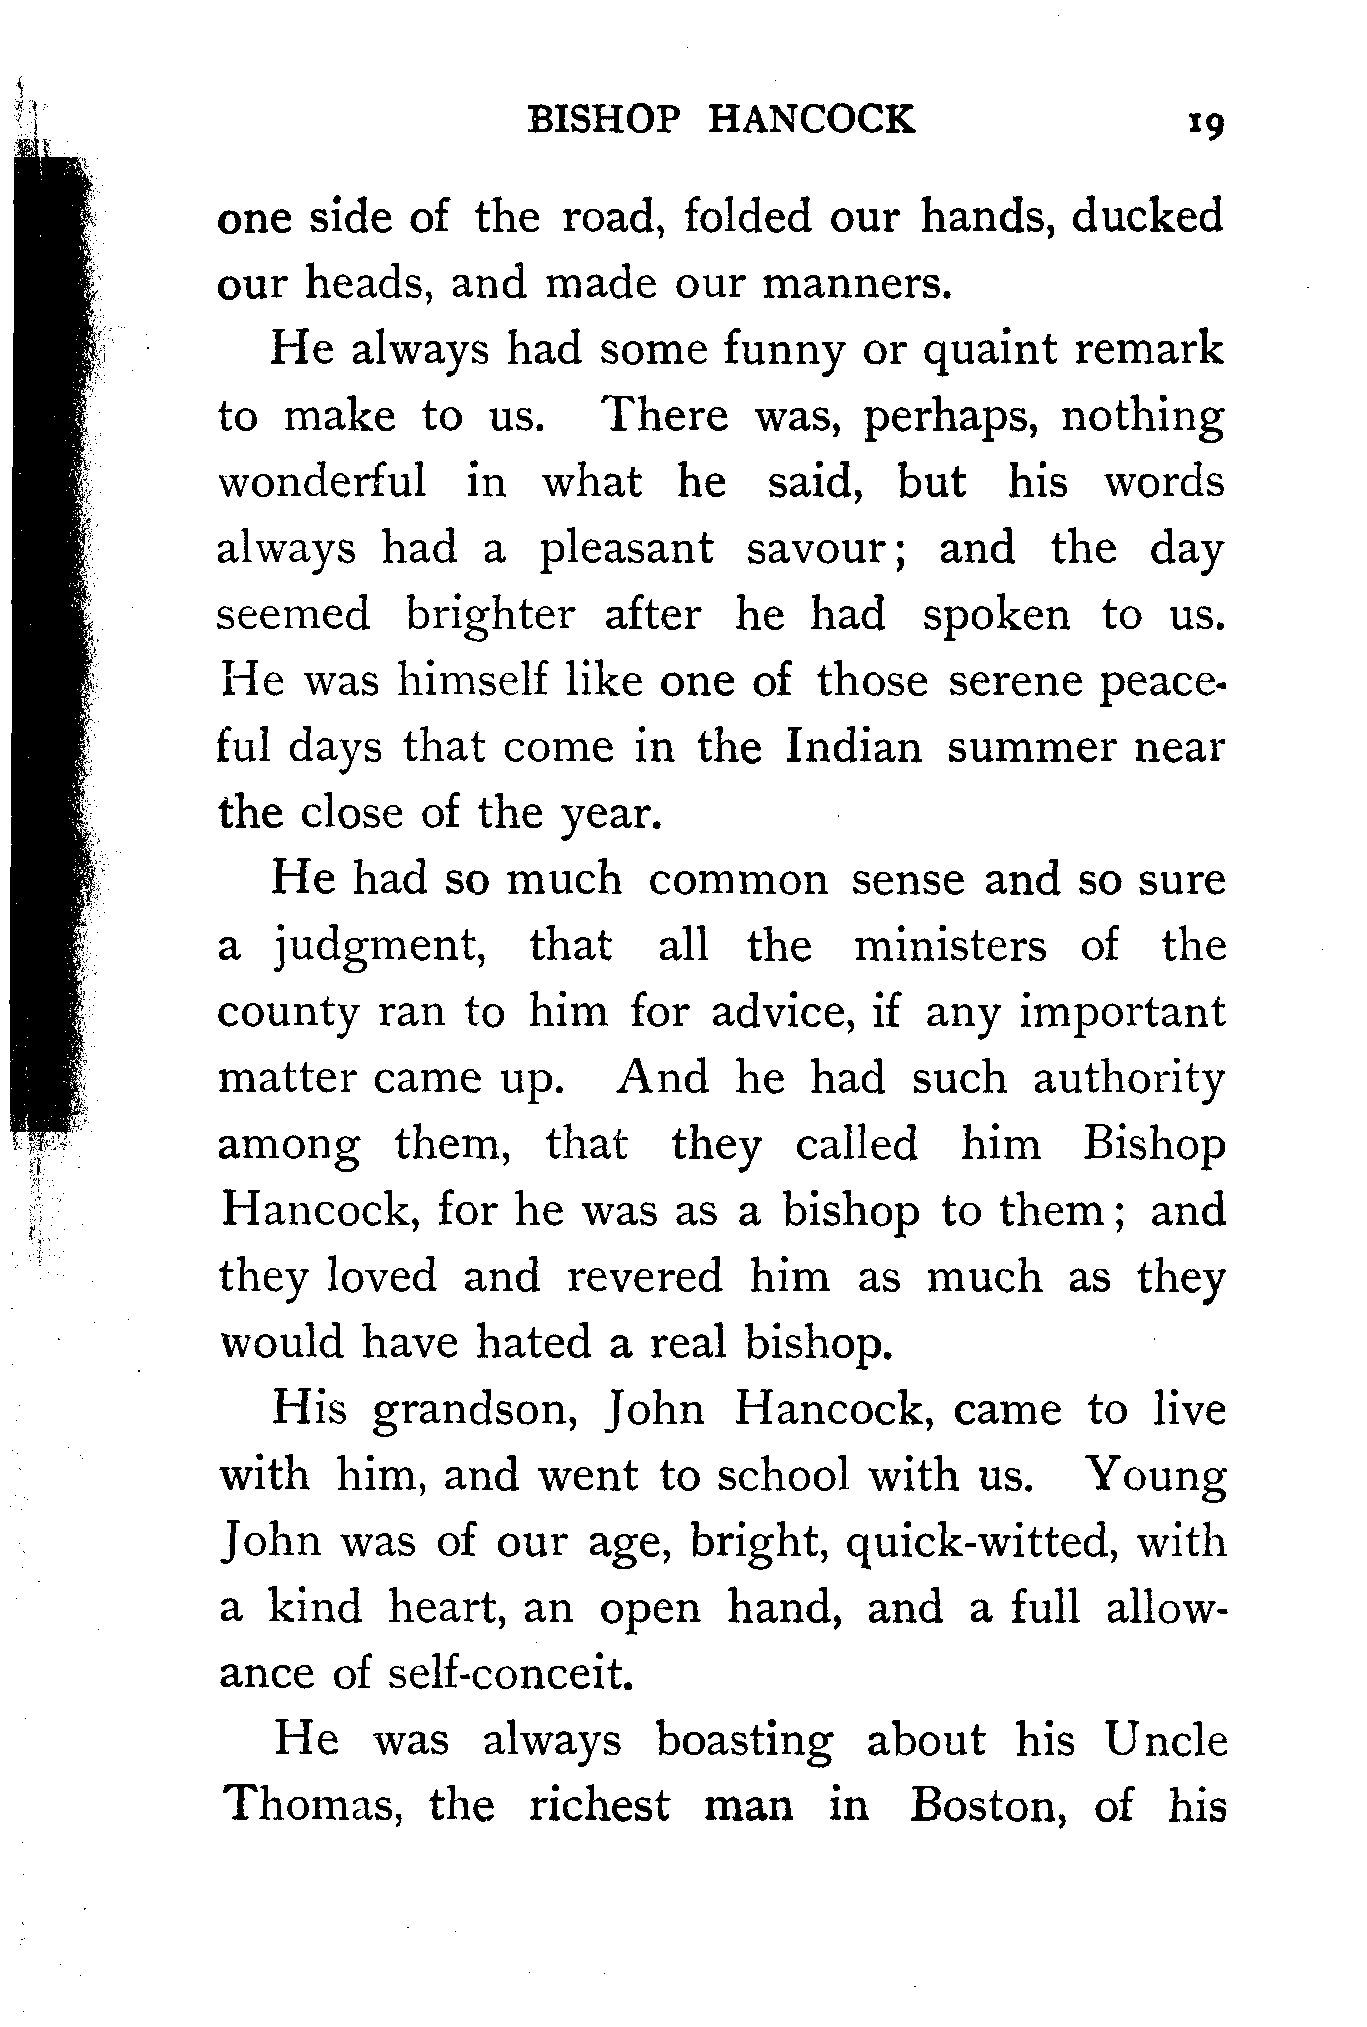 BISHOP HANCOCK 19
one side of the road, folded our hands, ducked
our heads, and made our manners.
He always had some funny or quaint remark
to make to us. There was, perhaps, nothing
wonderful in what he said, but his words
always had a pleasant savour; and the day
seemed brighter after he had spoken to us.
He was himself like one of those serene peace-
ful days that come in the Indian summer near
the close of the year.
He had so much common sense and so sure
a judgment, that all the ministers of the
county ran to him for advice, if any important
matter came up. And he had such authority
among them, that they called him Bishop
Hancock, for he was as a bishop to them; and
they loved and revered him as much as they
would have hated a real bishop.
His grandson, John Hancock, came to live
with him, and went to school with us. Young
John was of our age, bright, quick-witted, with
a kind heart, an open hand, and a full allow-
ance of self-conceit.
He was always boasting about his Uncle
Thomas, the richest man in Boston, of his